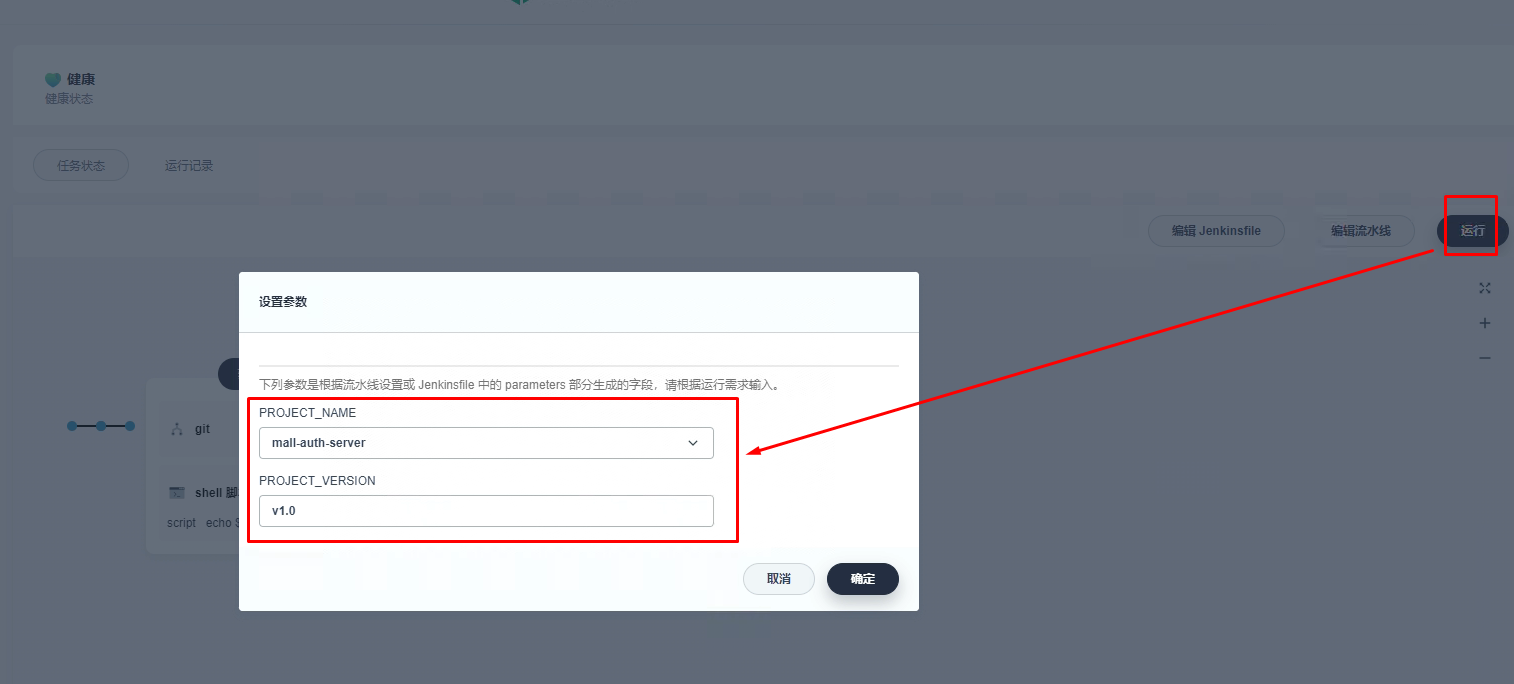 健康
健康状态
任务状态 运行记录
编辑 Jenkinsfile 编辑流水线 运行
设置参数
下列参数是根据流水线设置或 Jenkinsfile 中的 parameters 部分生成的字段，请根据运行需求输入。
PROJECT_NAME
git
mall-auth-server
PROJECT_VERSION
shell
v1.0
script echo
取消 确定